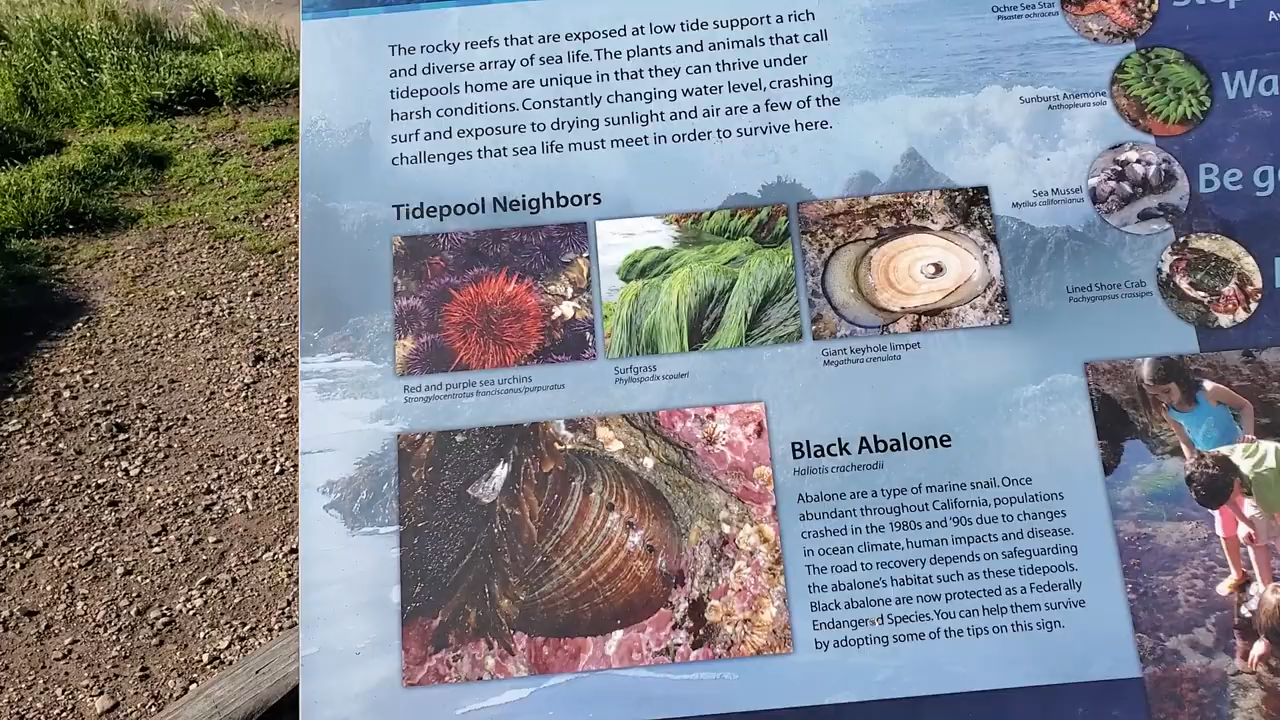 The rocky reefs that are exposed at low tide support a rich
and diverse array of sea life. The plants and animals that call
tidepools home are unique in that they can thrive under
harsh conditions. Constantly changing water level, crashing
surf and exposure to drying sunlight and air are a few of the
challenges that sea life must meet in order to survive here.
Tidepool Neighbors
Red and purple sea urchins
Strongylocentrotus franciscanus/purpuratus
Surfgrass
Phyllospadix scouleri
Giant keyhole limpet
Megathura crenulata
Black Abalone
Haliotis cracherodii
Abalone are a type of marine snail. Once
abundant throughout California, populations
crashed in the 1980s and '90s due to changes
in ocean climate, human impacts and disease.
The road to recovery depends on safeguarding
the abalone's habitat such as these tidepools.
Black abalone are now protected as a Federally
Endangered Species. You can help them survive
by adopting some of the tips on this sign.
Ochre Sea Star
Pisaster ochraceus
Sunburst Anemone
Anthopleura sola
Sea Mussel
Mytilus californianus
Lined Shore Crab
Pachygrapsus crassipes
Wa
Be g